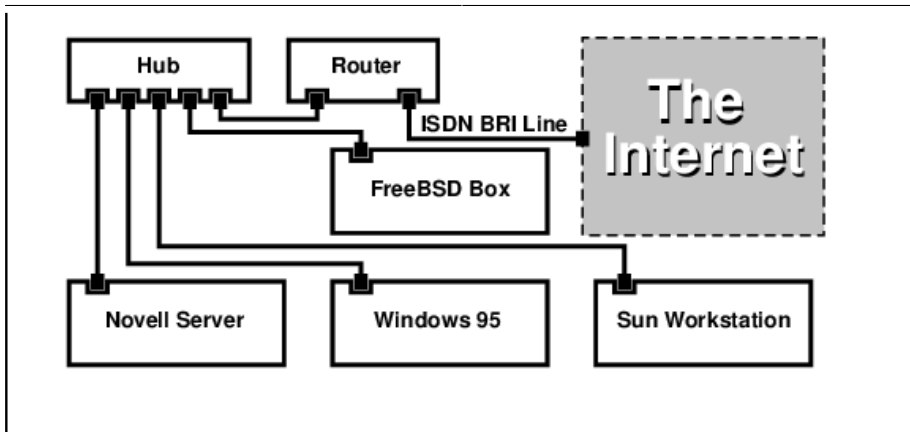 Hub
Router
The
Internet
ISDN BRI Line
FreeBSD Box
Novell Server
Windows 95
Sun Workstation